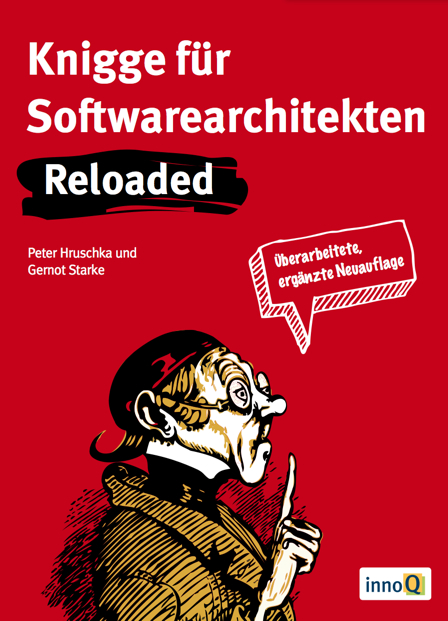 Knigge für
Softwarearchitekten
Reloaded
Peter Hruschka und
Gernot Starke
Überarbeitete,
ergänzte Neuauflage
innoQ